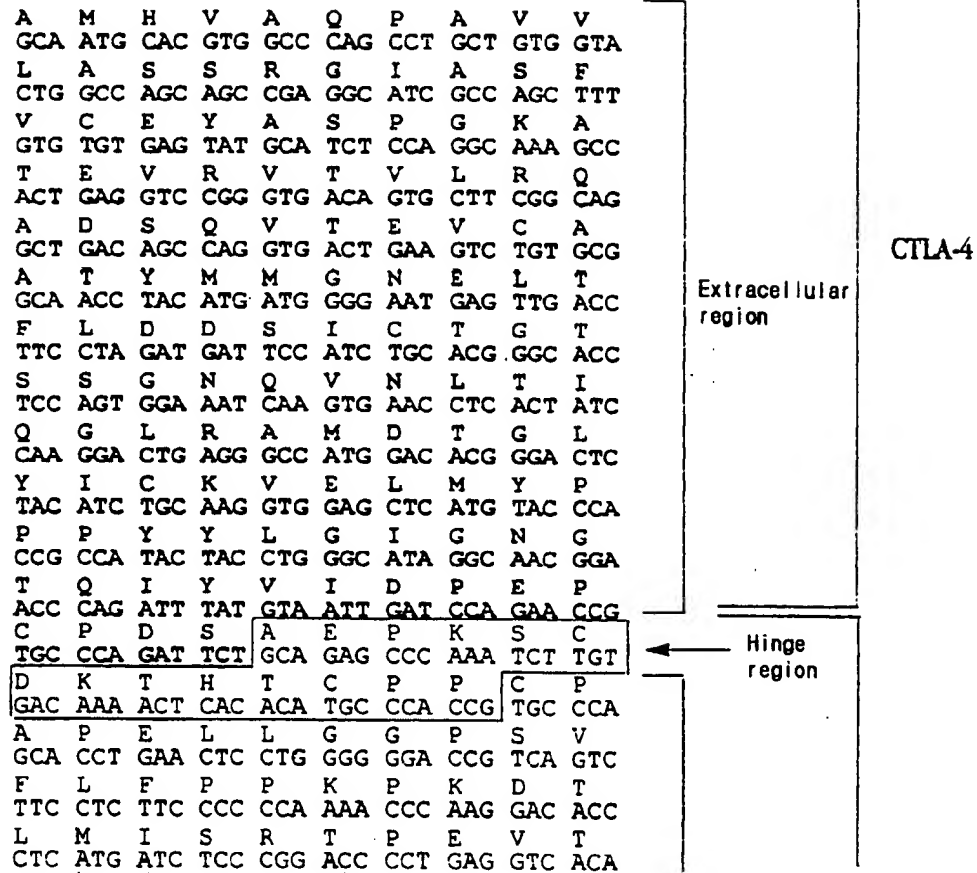 A M H V A Q P A V V
GCA ATG CAC GTG GCC CAG CCT GCT GTG GTA
L A S S R G I A S F
CTG GCC AGC AGC CGA GGC ATC GCC AGC TTT
V C E Y A S P G K A
GTG TGT GAG TAT GCA TCT CCA GGC AAA GCC
T E V R V T V L R Q
ACT GAG GTC CGG GTG ACA GTG CTT CGG CAG
A D S Q V T E V C A
GCT GAC AGC CAG GTG ACT GAA GTC TGT GCG
A T Y M M G N E L T
GCA ACC TAC ATG ATG GGG AAT GAG TTG ACC
F L D D S I C T G T
TTC CTA GAT GAT TCC ATC TGC ACG GGC ACC
S S G N Q V N L T I
TCC AGT GGA AAT CAA GTG AAC CTC ACT ATC
Q G L R A M D T G L
CAA GGA CTG AGG GCC ATG GAC ACG GGA CTC
Y I C K V E L M Y P
TAC ATC TGC AAG GTG GAG CTC ATG TAC CCA
P P Y Y L G I G N G
CCG CCA TAC TAC CTG GGC ATA GGC AAC GGA
T Q I Y V I D P E P
ACC CAG ATT TAT GTA ATT GAT CCA GAA CCG
C P D S A E P K S C
TGC CCA GAT TCT GCA GAG CCC AAA TCT TGT
D K T H T C P P C P
GAC AAA ACT CAC ACA TGC CCA CCG TGC CCA
A P E L L G G P S V
GCA CCT GAA CTC CTG GGG GGA CCG TCA GTC
F L F P P K P K D T
TTC CTC TTC CCC CCA AAA CCC AAG GAC ACC
L M I S R T P E V T
CTC ATG ATC TCC CGG ACC CCT GAG GTC ACA
Extracellular
region
CTLA-4
Hinge
region